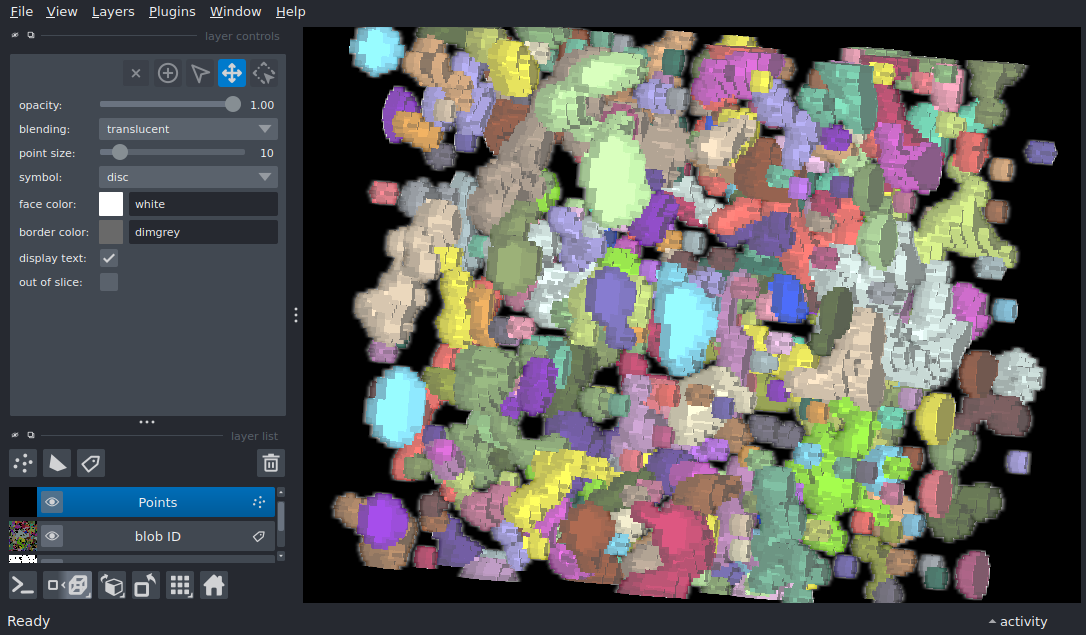 File View Layers Plugins Window Help
layer controls
opacity: 1.00
blending: translucent
point size: 10
symbol: disc
face color: white
border color: dimgrey
display text:
out of slice:
layer list
Points
blob ID
Ready
activity